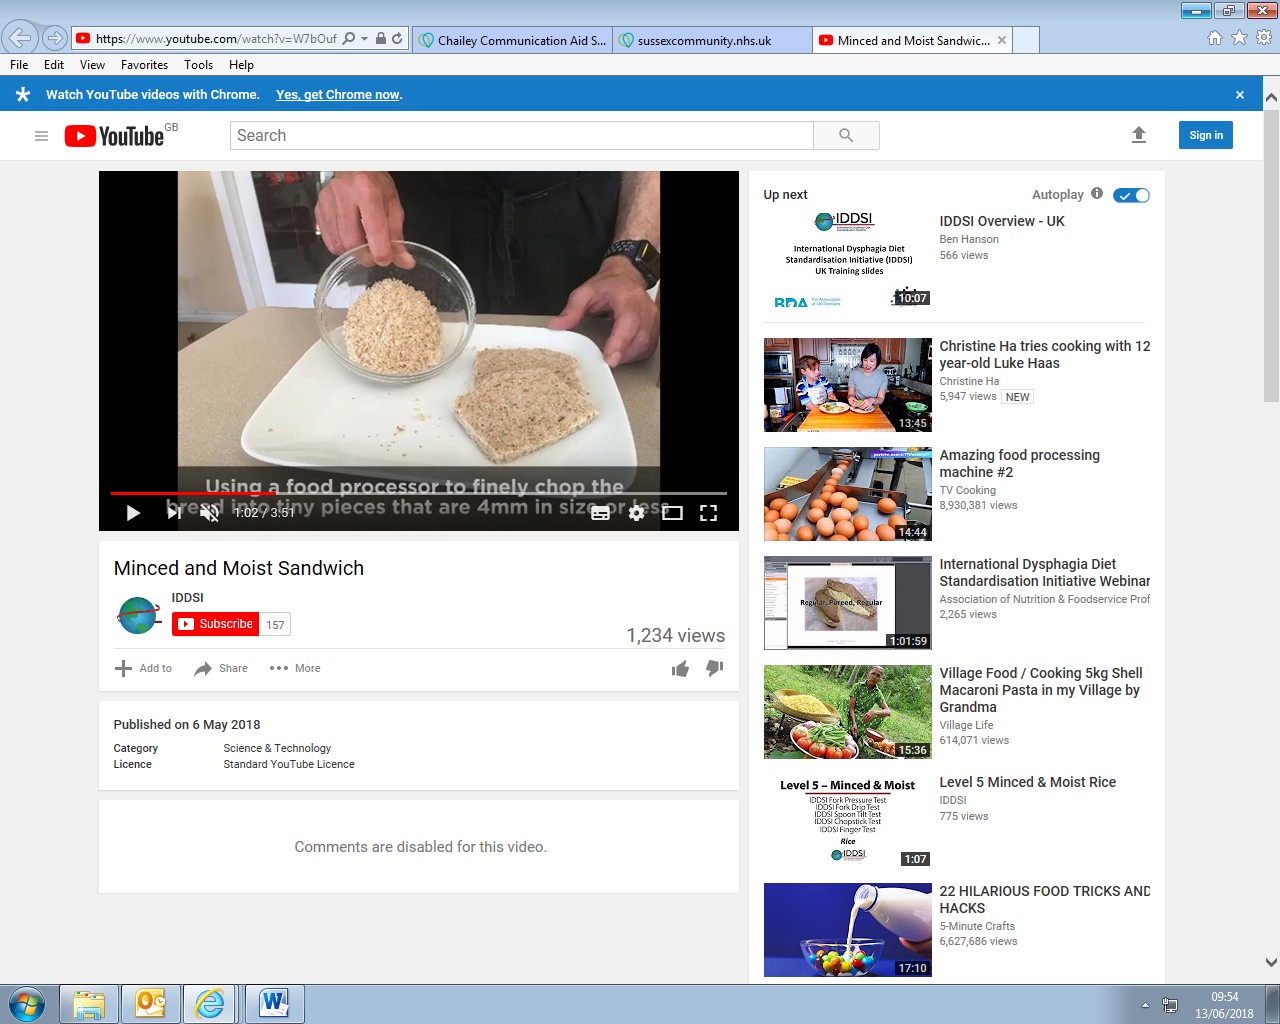 https://www.youtube.com/watch?v=W7bOuf
Chailey Communication Aid S...
sussexcommunity.nhs.uk
Minced and Moist Sandwic...
File Edit View Favorites Tools Help
Watch YouTube videos with Chrome. Yes, get Chrome now.
YouTube GB
Search
Sign in
Using a food processor to finely chop the
bread into tiny pieces that are 4mm in size or less
1:02 / 3:51
Minced and Moist Sandwich
IDDSI
Subscribe 157
1,234 views
Add to Share More
Published on 6 May 2018
Category Science & Technology
Licence Standard YouTube Licence
Comments are disabled for this video.
Up next Autoplay
IDDSI
International Dysphagia Diet
Standardisation Initiative (IDDSI)
UK Training slides
BDA The Association
of UK Dietitians
10:07
IDDSI Overview - UK
Ben Hanson
566 views
13:45
Christine Ha tries cooking with 12
year-old Luke Haas
Christine Ha
5,947 views NEW
14:44
Amazing food processing
machine #2
TV Cooking
8,930,381 views
Regular, Pureed, Regular
1:01:59
International Dysphagia Diet
Standardisation Initiative Webinar
Association of Nutrition & Foodservice Prof
2,265 views
15:36
Village Food / Cooking 5kg Shell
Macaroni Pasta in my Village by
Grandma
Village Life
614,071 views
Level 5 – Minced & Moist
IDDSI Fork Pressure Test
IDDSI Fork Drip Test
IDDSI Spoon Tilt Test
IDDSI Chopstick Test
IDDSI Finger Test
Rice
IDDSI
1:07
Level 5 Minced & Moist Rice
IDDSI
775 views
17:10
22 HILARIOUS FOOD TRICKS AND
HACKS
5-Minute Crafts
6,627,686 views
09:54
13/06/2018